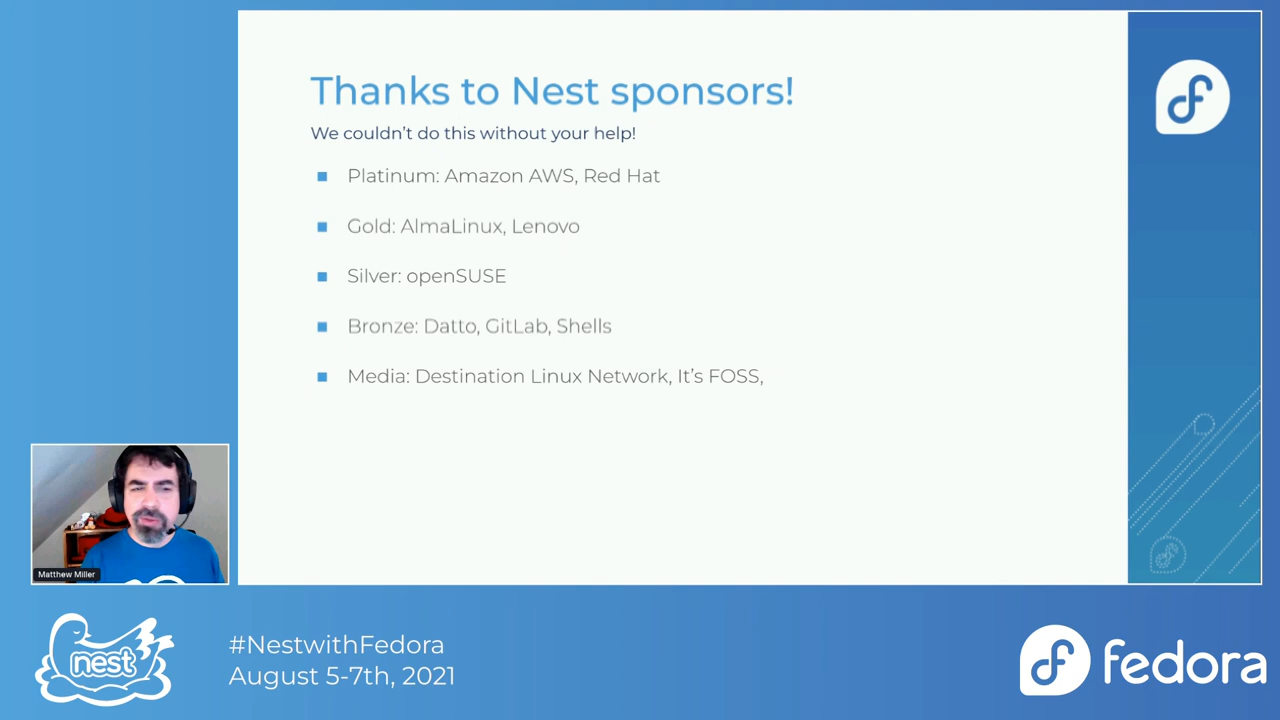 Thanks to Nest sponsors!
We couldn't do this without your help!
Platinum: Amazon AWS, Red Hat
Gold: AlmaLinux, Lenovo
Silver: openSUSE
Bronze: Datto, GitLab, Shells
Media: Destination Linux Network, It's FOSS,
Matthew Miller
nest
#NestwithFedora
August 5-7th, 2021
fedora